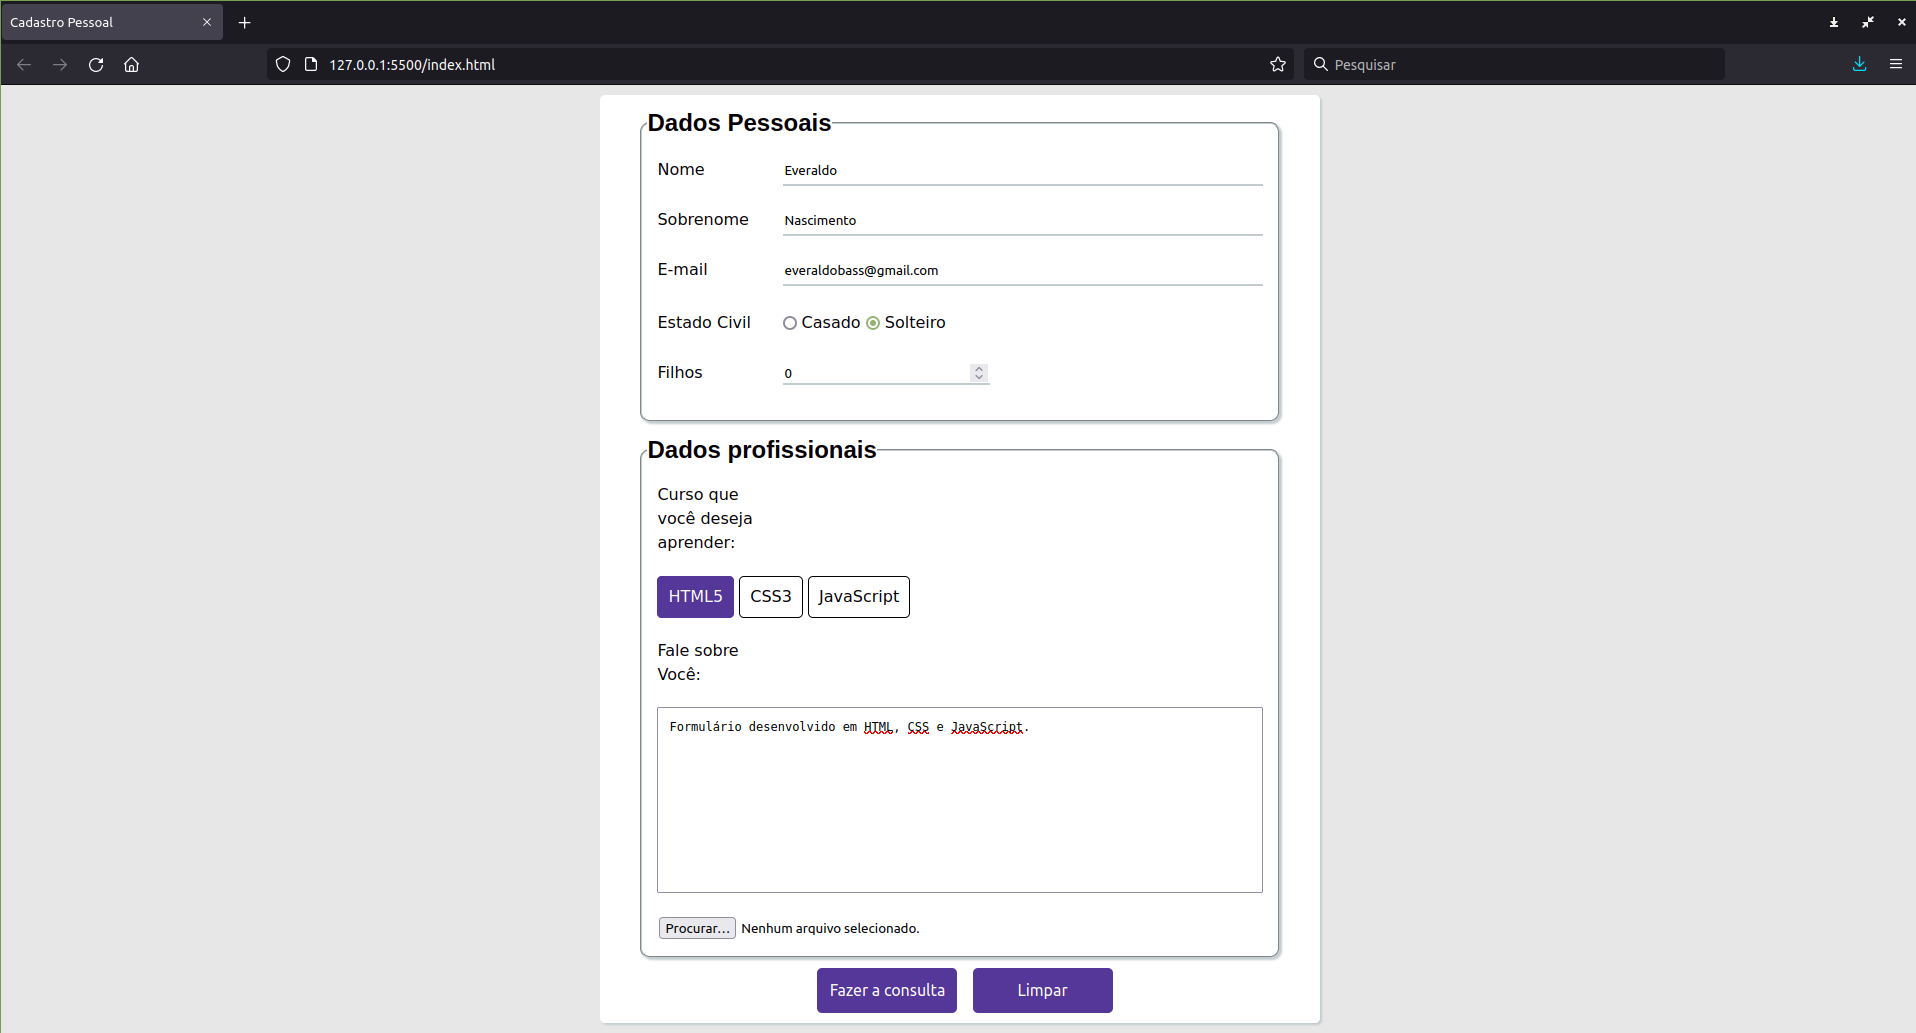 Cadastro Pessoal
127.0.0.1:5500/index.html
Pesquisar
Dados Pessoais
Nome Everaldo
Sobrenome Nascimento
E-mail everaldobass@gmail.com
Estado Civil Casado Solteiro
Filhos 0
Dados profissionais
Curso que
você deseja
aprender:
HTML5 CSS3 JavaScript
Fale sobre
Você:
Formulário desenvolvido em HTML, CSS e JavaScript.
Procurar... Nenhum arquivo selecionado.
Fazer a consulta Limpar